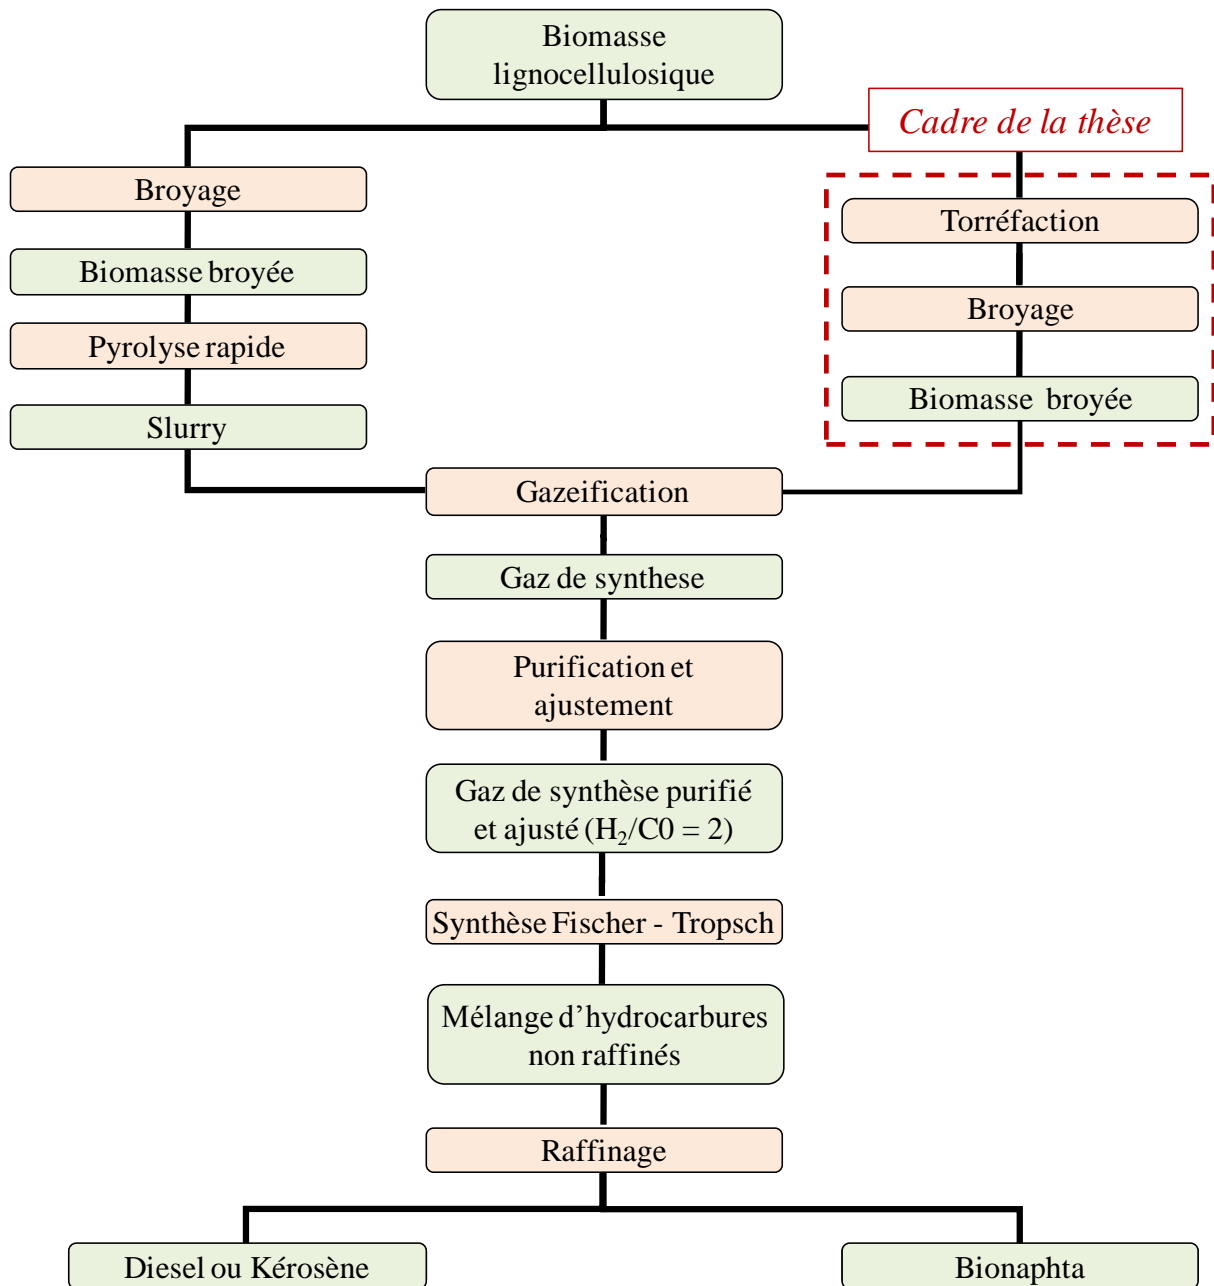 Biomasse
lignocellulosique
Cadre de la thèse
Broyage
Biomasse broyée
Pyrolyse rapide
Slurry
Torréfaction
Broyage
Biomasse broyée
Gazeification
Gaz de synthese
Purification et
ajustement
Gaz de synthèse purifié
et ajusté (H₂/C0 = 2)
Synthèse Fischer - Tropsch
Mélange d’hydrocarbures
non raffinés
Raffinage
Diesel ou Kérosène
Bionaphta